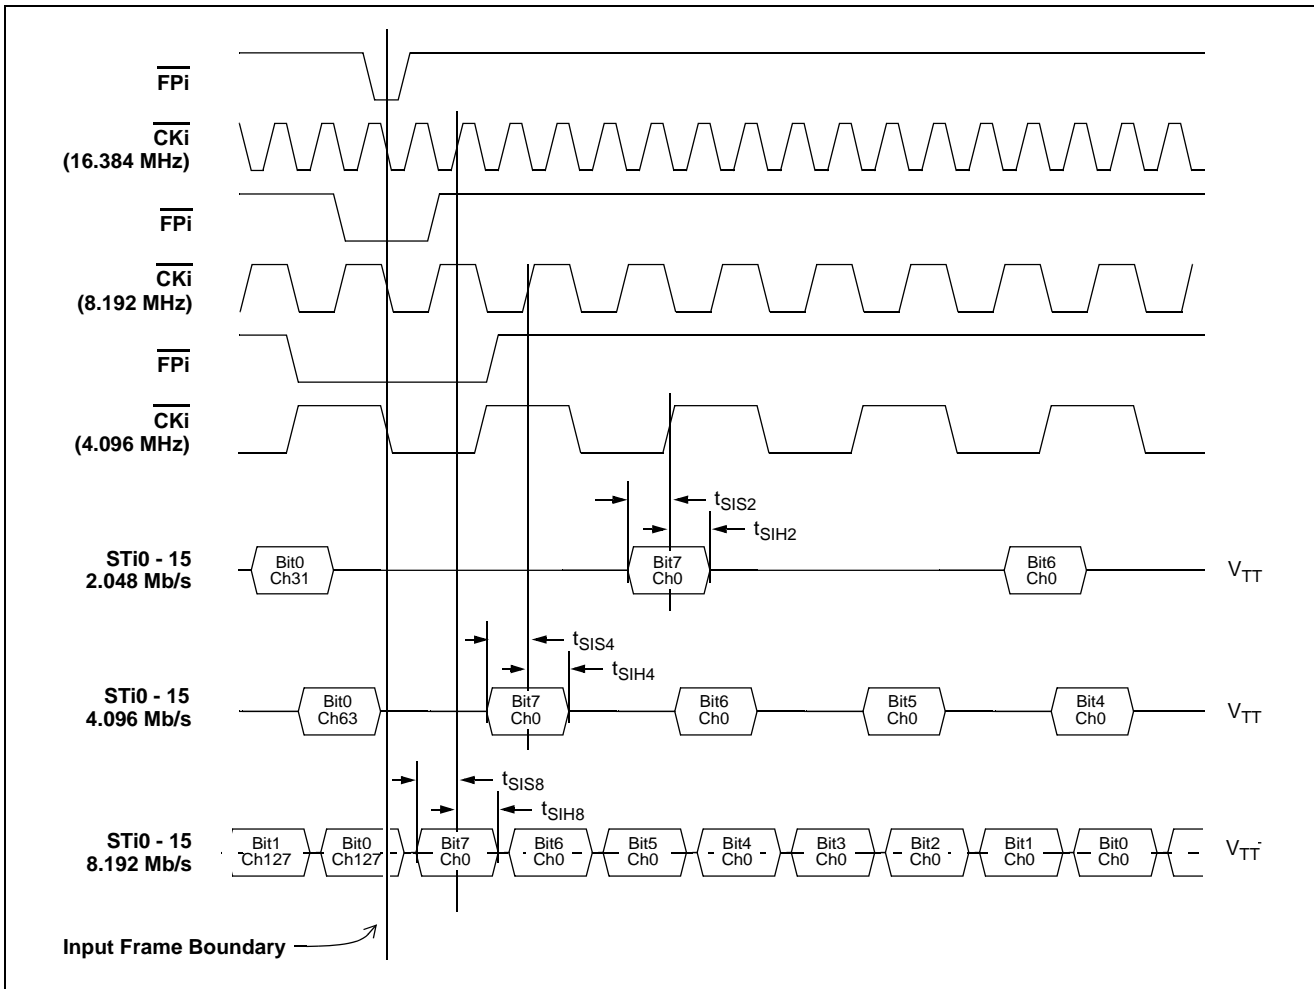 FPi
CKi
(16.384 MHz)
FPi
CKi
(8.192 MHz)
FPi
CKi
(4.096 MHz)
tSIS2
tSIH2
STi0 - 15
2.048 Mb/s
Bit0
Ch31
Bit7
Ch0
Bit6
Ch0
VTT
tSIS4
tSIH4
STi0 - 15
4.096 Mb/s
Bit0
Ch63
Bit7
Ch0
Bit6
Ch0
Bit5
Ch0
Bit4
Ch0
VTT
tSIS8
tSIH8
STi0 - 15
8.192 Mb/s
Bit1
Ch127
Bit0
Ch127
Bit7
Ch0
Bit6
Ch0
Bit5
Ch0
Bit4
Ch0
Bit3
Ch0
Bit2
Ch0
Bit1
Ch0
Bit0
Ch0
VTT
Input Frame Boundary